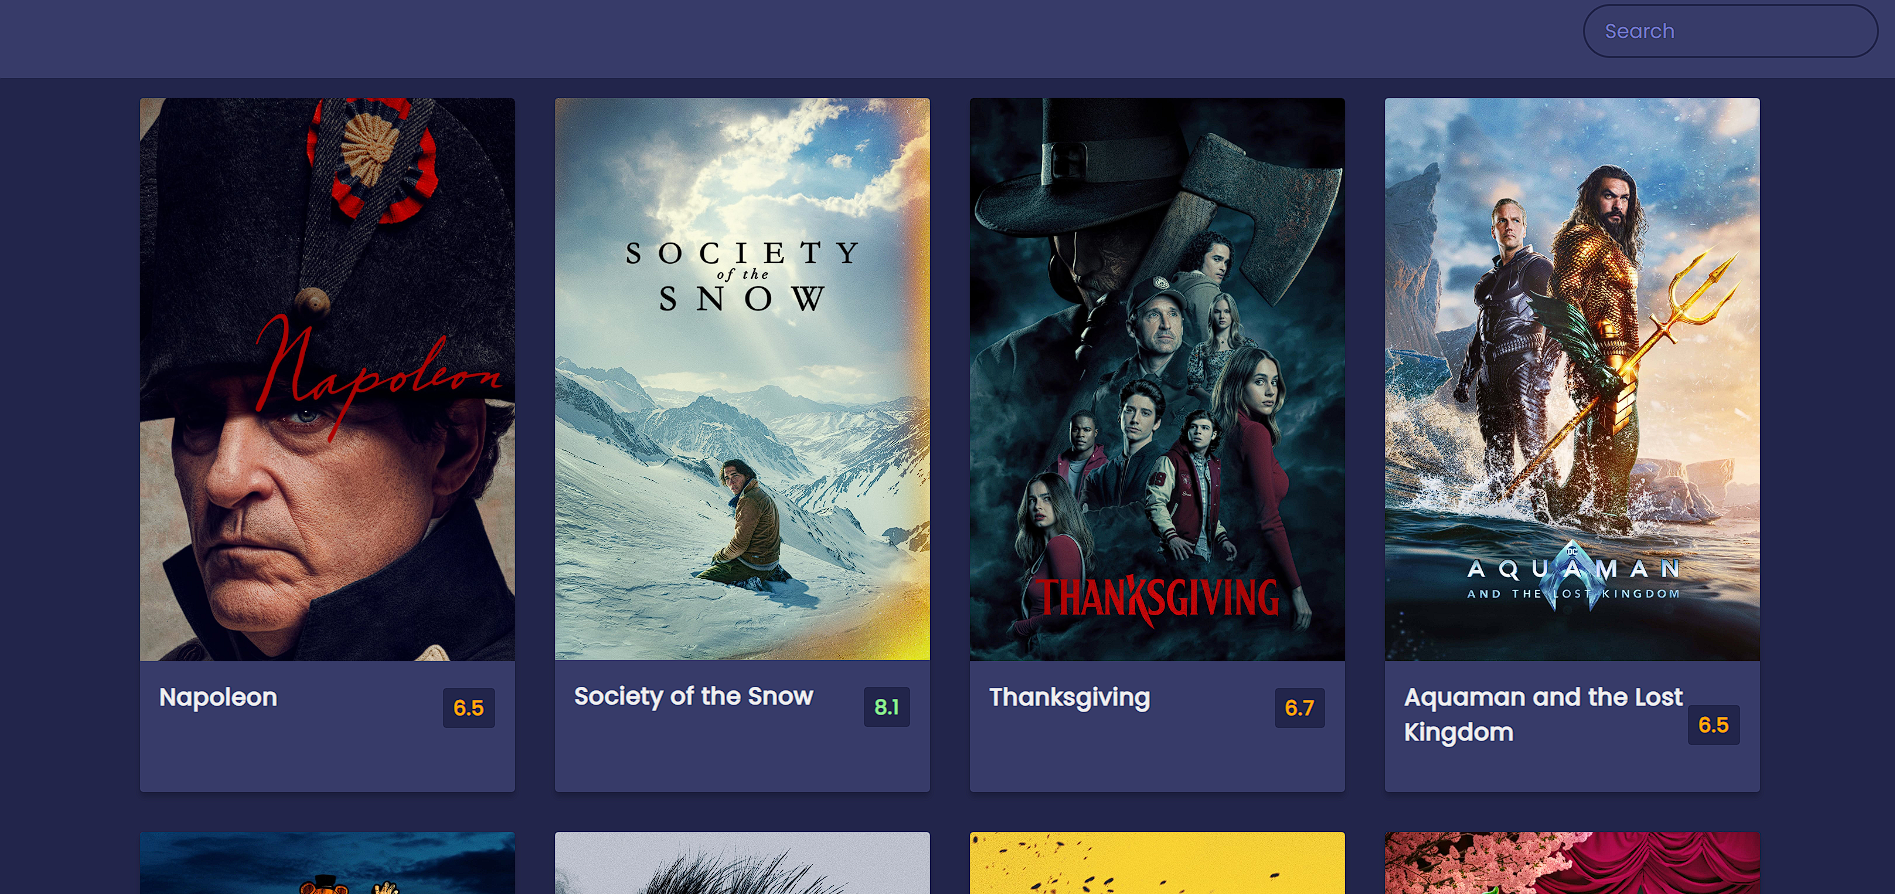 Search
Napoleon
SOCIETY
of the
SNOW
THANKSGIVING
DC
AQUAMAN
AND THE LOST KINGDOM
Napoleon
6.5
Society of the Snow
8.1
Thanksgiving
6.7
Aquaman and the Lost
Kingdom
6.5